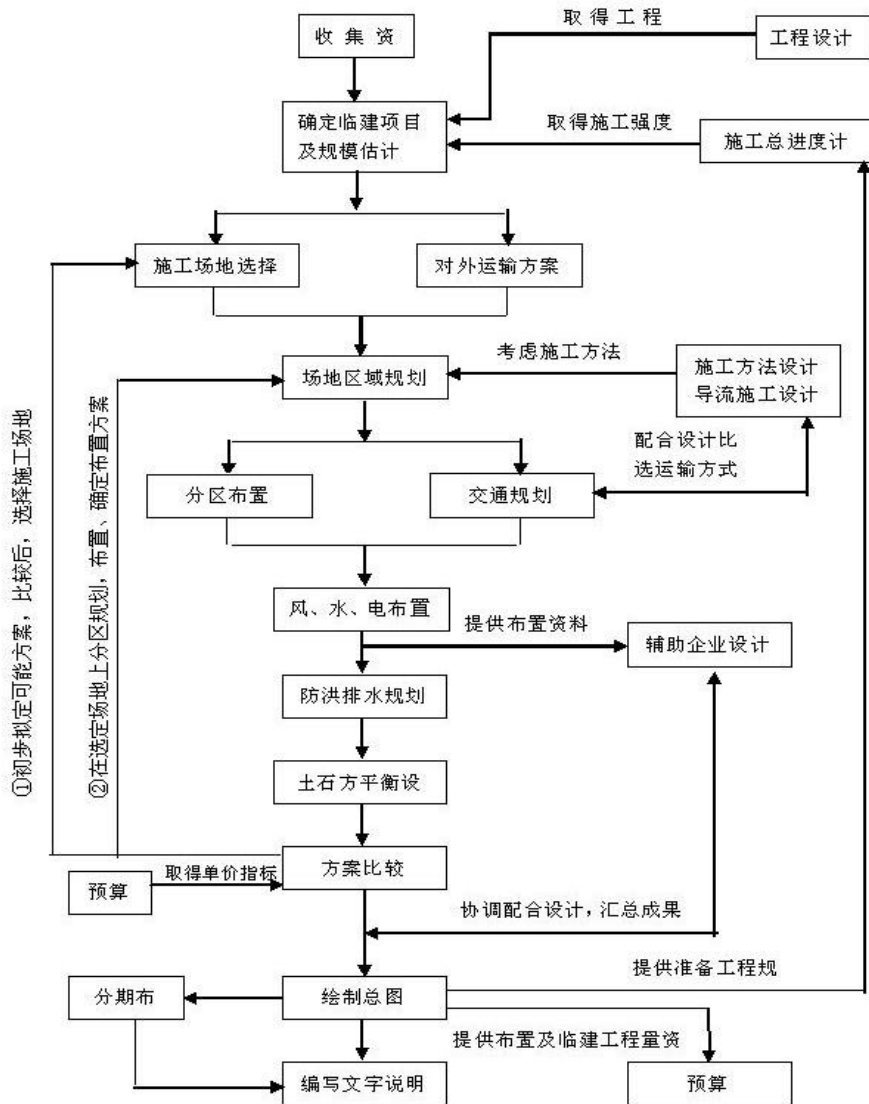 取得工程
收集资
工程设计
确定临建项目
及规模估计
取得施工强度
施工总进度计
施工场地选择
对外运输方案
考虑施工方法
场地区域规划
施工方法设计
导流施工设计
配合设计比
选运输方式
分区布置
交通规划
风、水、电布置
提供布置资料
辅助企业设计
防洪排水规划
土石方平衡设
①初步拟定可能方案，比较后，选择施工场地
②在选定场地上分区规划，布置、确定布置方案
方案比较
取得单价指标
预算
协调配合设计，汇总成果
提供准备工程规
分期布
绘制总图
提供布置及临建工程量资
编写文字说明
预算